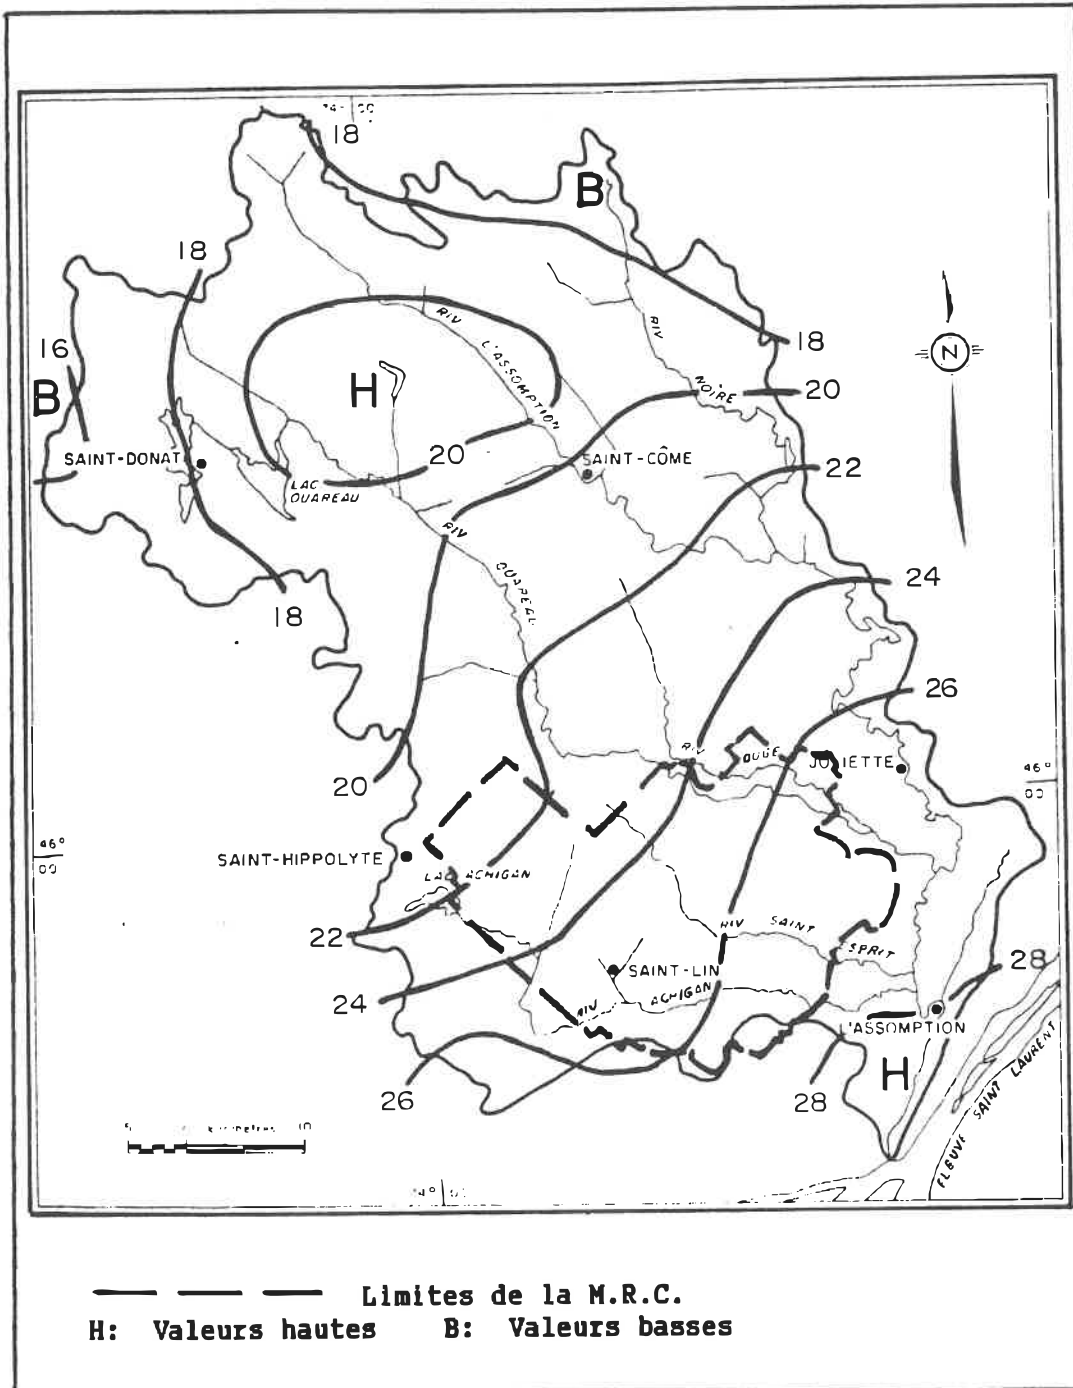 18
B
18
N
16
B
H
RIV
L'ASSOMPTION
RIV
NOIRE
18
20
SAINT-DONAT
LAC
OUAREAU
20
SAINT-CÔME
22
RIV
OUAREAU
18
24
26
20
RIV
ROUGE
JOLIETTE
46°
00
46°
00
SAINT-HIPPOLYTE
LAC ACHIGAN
22
RIV SAINT ESPRIT
SAINT-LIN
24
RIV ACHIGAN
28
L'ASSOMPTION
H
26
28
FLEUVE SAINT LAURENT
Limites de la M.R.C.
H: Valeurs hautes B: Valeurs basses